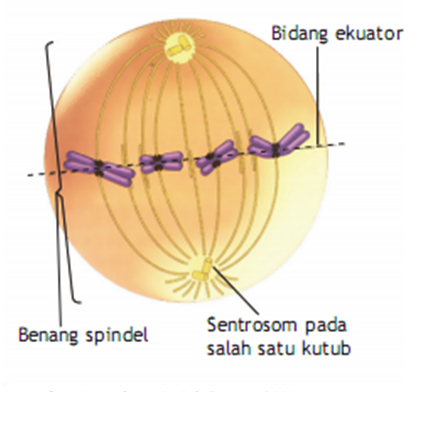 Bidang ekuator
Benang spindel
Sentrosom pada
salah satu kutub